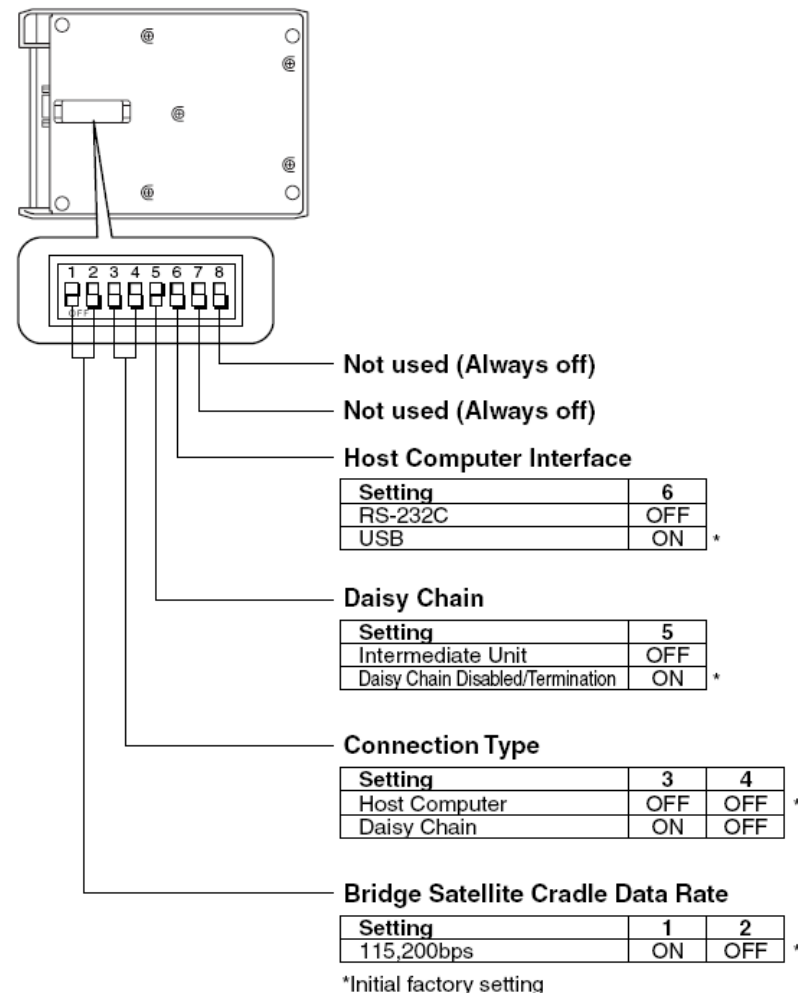 1 2 3 4 5 6 7 8
OFF
Not used (Always off)
Not used (Always off)
Host Computer Interface
Setting 6
RS-232C OFF
USB ON *
Daisy Chain
Setting 5
Intermediate Unit OFF
Daisy Chain Disabled/Termination ON *
Connection Type
Setting 3 4
Host Computer OFF OFF *
Daisy Chain ON OFF
Bridge Satellite Cradle Data Rate
Setting 1 2
115,200bps ON OFF *
*Initial factory setting